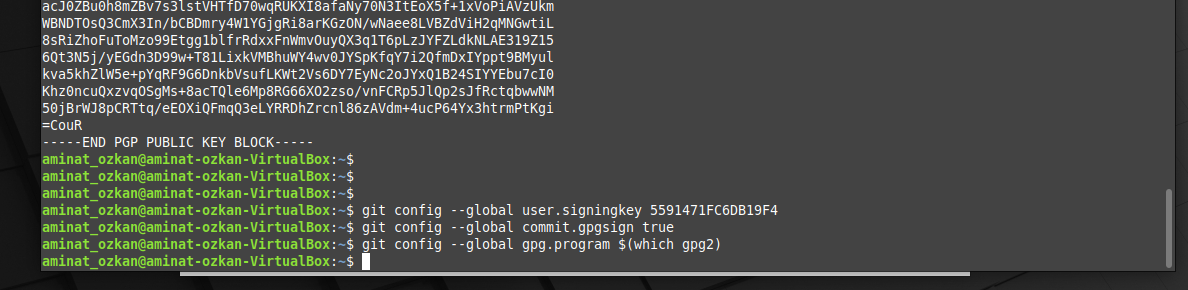 acJ0ZBu0h8mZBv7s3lstVHTfD70wqRUKXI8afaNy70N3ItEoX5f+1xVoPiAVzUkm
WBNDTOsQ3CmX3In/bCBDmry4W1YGjgRi8arKGzON/wNaee8LVBZdViH2qMNGwtiL
8sRiZhoFuToMzo99Etgg1blfrRdxxFnWmvOuyQX3q1T6pLzJYFZLdkNLAE319Z15
6Qt3N5j/yEGdn3D99w+T81LixkVMBhuWY4wv0JYSpKfqY7i2QfmDxIYppt9BMyul
kva5khZlW5e+pYqRF9G6DnkbVsufLKWt2Vs6DY7EyNc2oJYxQ1B24SIYYEbu7cI0
Khz0ncuQxzvqOSgMs+8acTQle6Mp8RG66XO2zso/vnFCRp5JlQp2sJfRctqbwwNM
50jBrWJ8pCRTtq/eEOXiQFmqQ3eLYRRDhZrcnl86zAVdm+4ucP64Yx3htrmPtKgi
=CouR
-----END PGP PUBLIC KEY BLOCK-----
aminat_ozkan@aminat-ozkan-VirtualBox:~$
aminat_ozkan@aminat-ozkan-VirtualBox:~$
aminat_ozkan@aminat-ozkan-VirtualBox:~$
aminat_ozkan@aminat-ozkan-VirtualBox:~$ git config --global user.signingkey 5591471FC6DB19F4
aminat_ozkan@aminat-ozkan-VirtualBox:~$ git config --global commit.gpgsign true
aminat_ozkan@aminat-ozkan-VirtualBox:~$ git config --global gpg.program $(which gpg2)
aminat_ozkan@aminat-ozkan-VirtualBox:~$